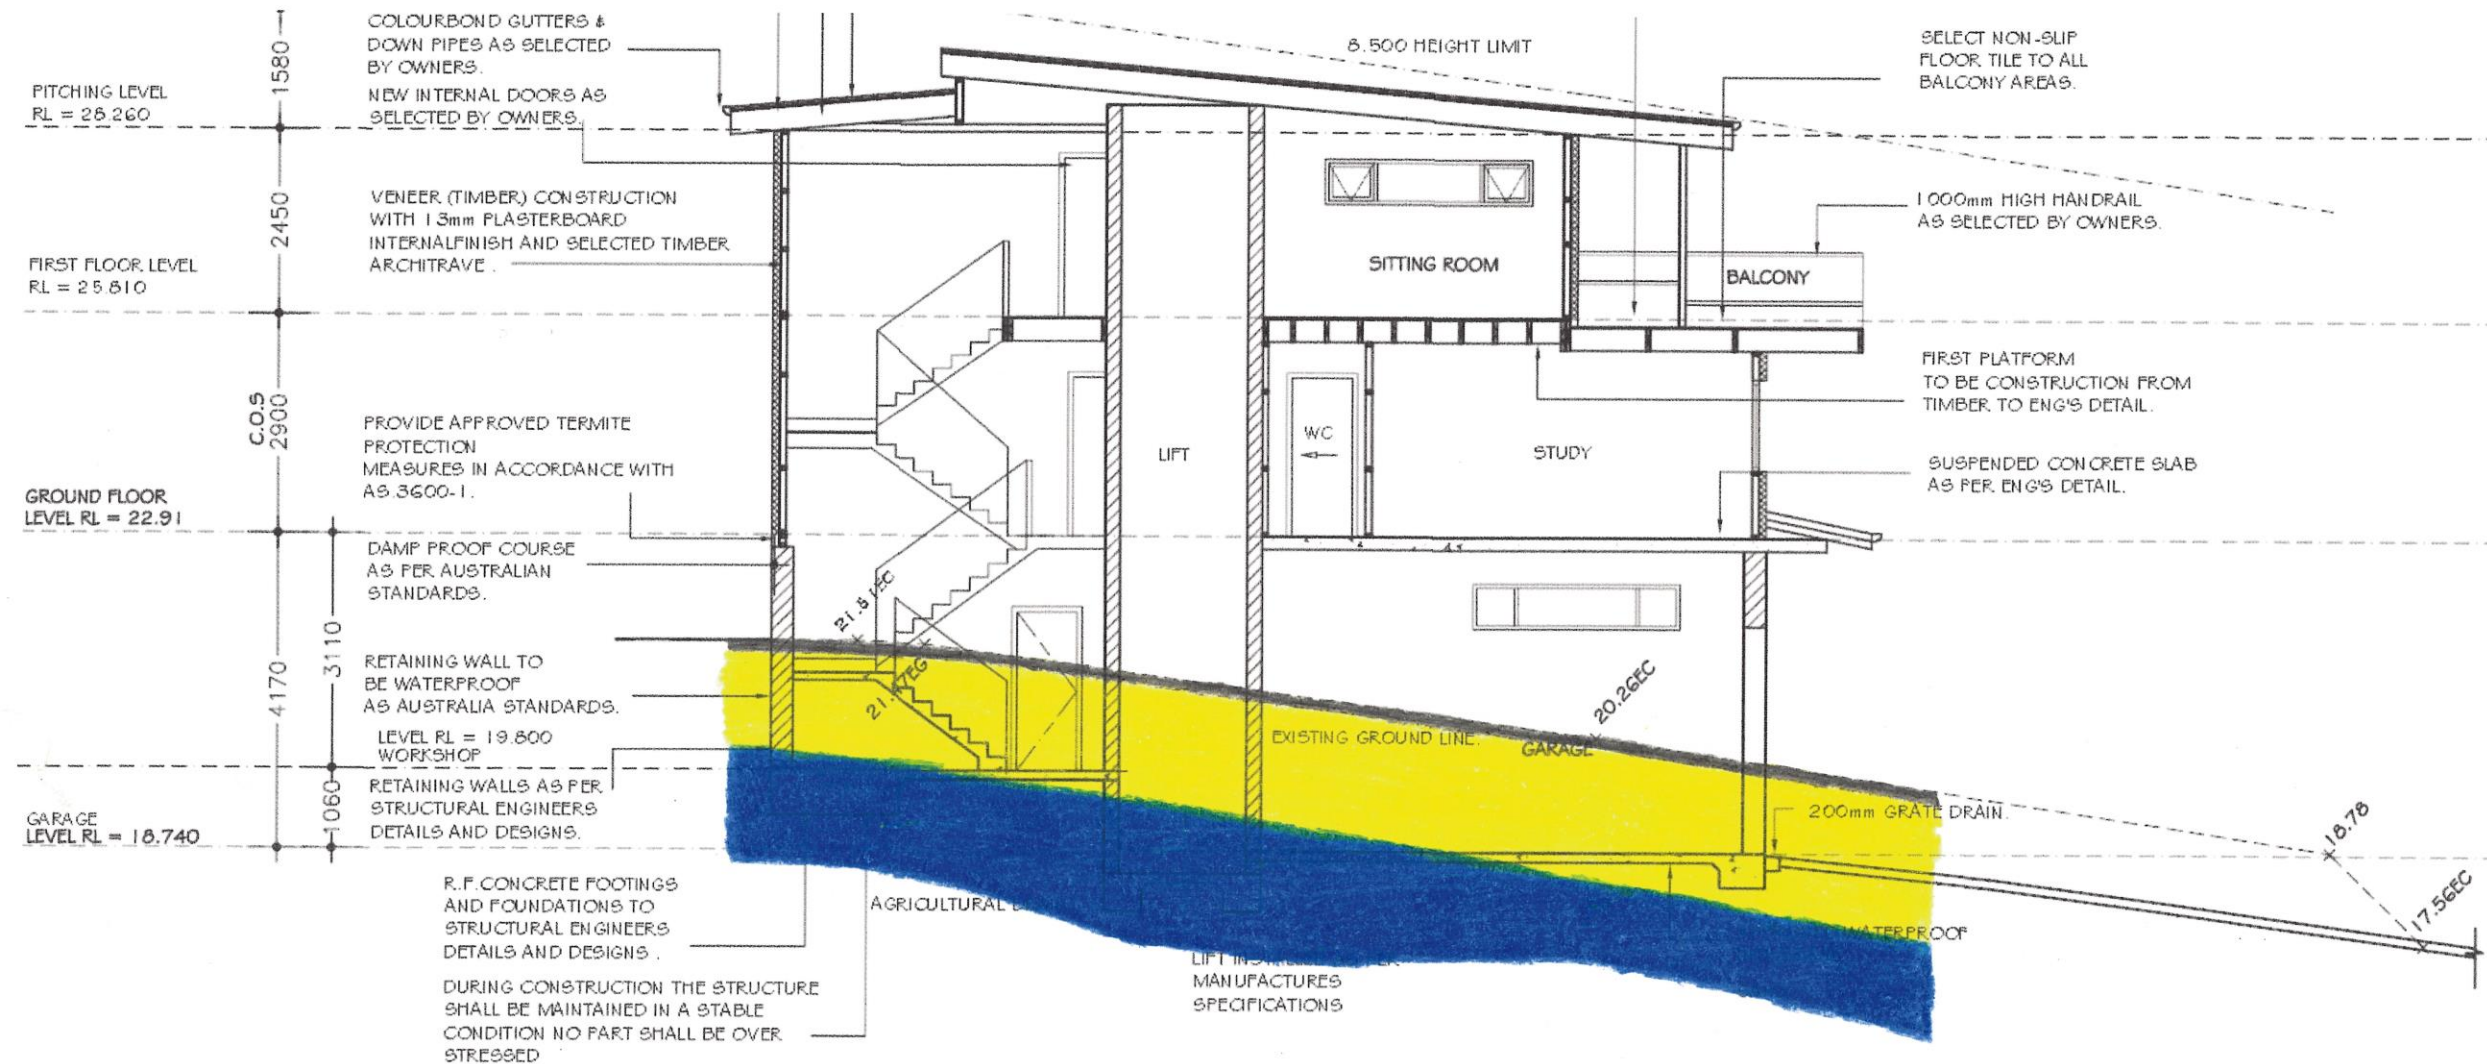 COLOURBOND GUTTERS &
DOWN PIPES AS SELECTED
BY OWNERS.
NEW INTERNAL DOORS AS
SELECTED BY OWNERS
8.500 HEIGHT LIMIT
SELECT NON-SLIP
FLOOR TILE TO ALL
BALCONY AREAS.
PITCHING LEVEL
RL = 28.260
1580
2450
VENEER (TIMBER) CONSTRUCTION
WITH 13mm PLASTERBOARD
INTERNALFINISH AND SELECTED TIMBER
ARCHITRAVE .
1000mm HIGH HANDRAIL
AS SELECTED BY OWNERS.
FIRST FLOOR LEVEL
RL = 25.810
SITTING ROOM
BALCONY
C.O.S
2900
FIRST PLATFORM
TO BE CONSTRUCTION FROM
TIMBER TO ENG'S DETAIL.
PROVIDE APPROVED TERMITE
PROTECTION
MEASURES IN ACCORDANCE WITH
AS.3600-1.
LIFT
WC
STUDY
SUSPENDED CONCRETE SLAB
AS PER ENG'S DETAIL.
GROUND FLOOR
LEVEL RL = 22.91
DAMP PROOF COURSE
AS PER AUSTRALIAN
STANDARDS.
3110
4170
RETAINING WALL TO
BE WATERPROOF
AS AUSTRALIA STANDARDS.
20.26EC
EXISTING GROUND LINE.
GARAGE
LEVEL RL = 19.800
WORKSHOP
RETAINING WALLS AS PER
STRUCTURAL ENGINEERS
DETAILS AND DESIGNS.
1060
GARAGE
LEVEL RL = 18.740
200mm GRATE DRAIN.
18.78
17.56EC
R.F.CONCRETE FOOTINGS
AND FOUNDATIONS TO
STRUCTURAL ENGINEERS
DETAILS AND DESIGNS .
AGRICULTURAL
WATERPROOF
LIFT
MANUFACTURES
SPECIFICATIONS
DURING CONSTRUCTION THE STRUCTURE
SHALL BE MAINTAINED IN A STABLE
CONDITION NO PART SHALL BE OVER
STRESSED